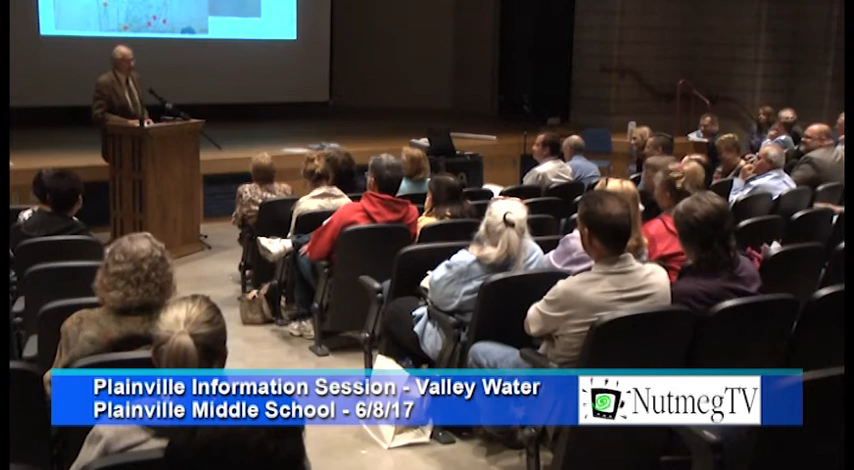 Plainville Information Session - Valley Water
Plainville Middle School - 6/8/17
NutmegTV